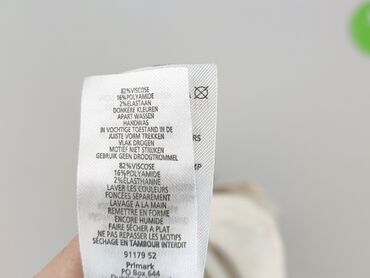 82%VISCOSE
16%POLYAMIDE
2%ELASTAAN
DONKERE KLEUREN
APART WASSEN
HANDWAS
IN VOCHTIGE TOESTAND IN DE
JUISTE VORM TREKKEN
VLAK DROGEN
MOTIEF NIET STRIJKEN
GEBRUIK GEEN DROOGTROMMEL
82%VISCOSE
16%POLYAMIDE
2%ELASTHANNE
LAVER LES COULEURS
FONCÉES SÉPARÉMENT
LAVAGE A LA MAIN
REMETTRE EN FORME
ENCORE HUMIDE
FAIRE SÉCHER A PLAT
NE PAS REPASSER LES MOTIFS
SÉCHAGE EN TAMBOUR INTERDIT
91179 52
Primark
PO Box 644